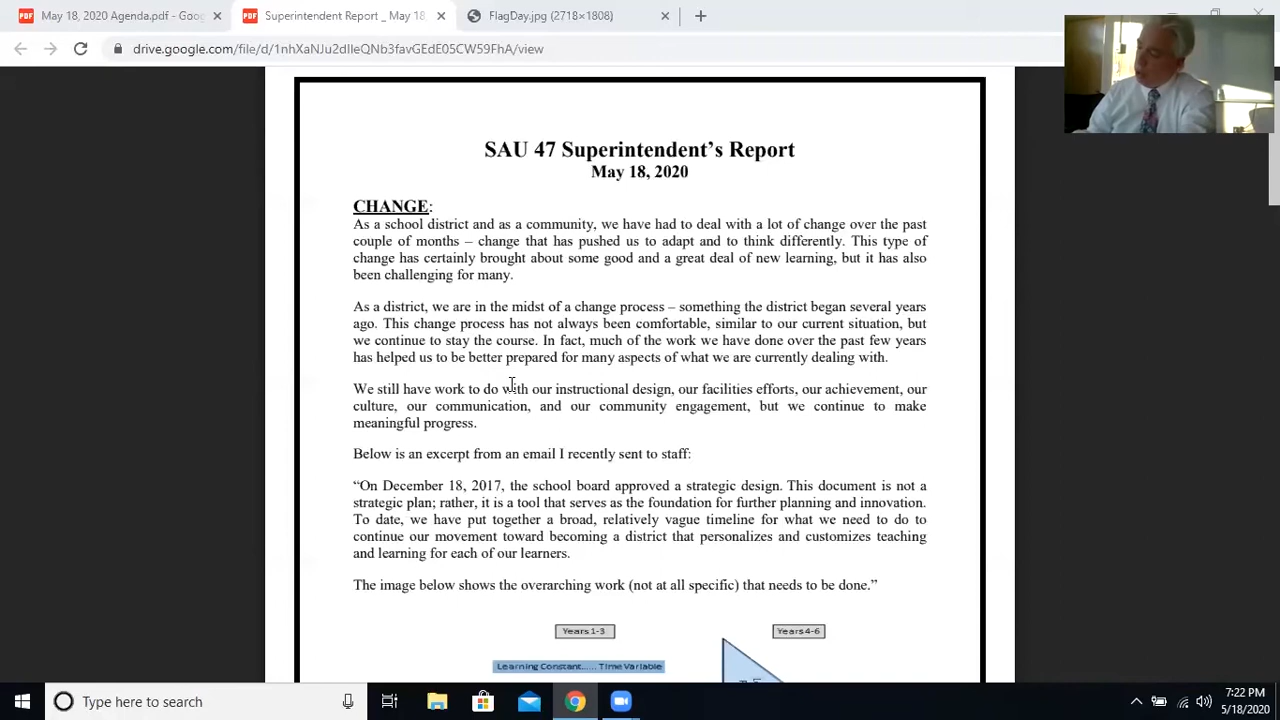 May 18, 2020 Agenda.pdf - Goo
Superintendent Report _ May 18,
FlagDay.jpg (2718×1808)
drive.google.com/file/d/1nhXaNJu2dlleQNb3favGEdE05CW59FhA/view
SAU 47 Superintendent's Report
May 18, 2020
CHANGE:
As a school district and as a community, we have had to deal with a lot of change over the past
couple of months – change that has pushed us to adapt and to think differently. This type of
change has certainly brought about some good and a great deal of new learning, but it has also
been challenging for many.
As a district, we are in the midst of a change process – something the district began several years
ago. This change process has not always been comfortable, similar to our current situation, but
we continue to stay the course. In fact, much of the work we have done over the past few years
has helped us to be better prepared for many aspects of what we are currently dealing with.
We still have work to do with our instructional design, our facilities efforts, our achievement, our
culture, our communication, and our community engagement, but we continue to make
meaningful progress.
Below is an excerpt from an email I recently sent to staff:
“On December 18, 2017, the school board approved a strategic design. This document is not a
strategic plan; rather, it is a tool that serves as the foundation for further planning and innovation.
To date, we have put together a broad, relatively vague timeline for what we need to do to
continue our movement toward becoming a district that personalizes and customizes teaching
and learning for each of our learners.
The image below shows the overarching work (not at all specific) that needs to be done.”
Years 1-3
Years 4-6
Learning Constant..... Time Variable
Type here to search
7:22 PM
5/18/2020